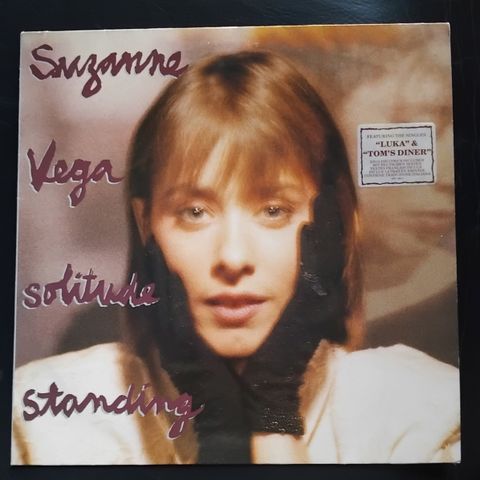 Suzanne
Vega
solitude
standing
FEATURING THE SINGLES
"LUKA" &
"TOM'S DINER"